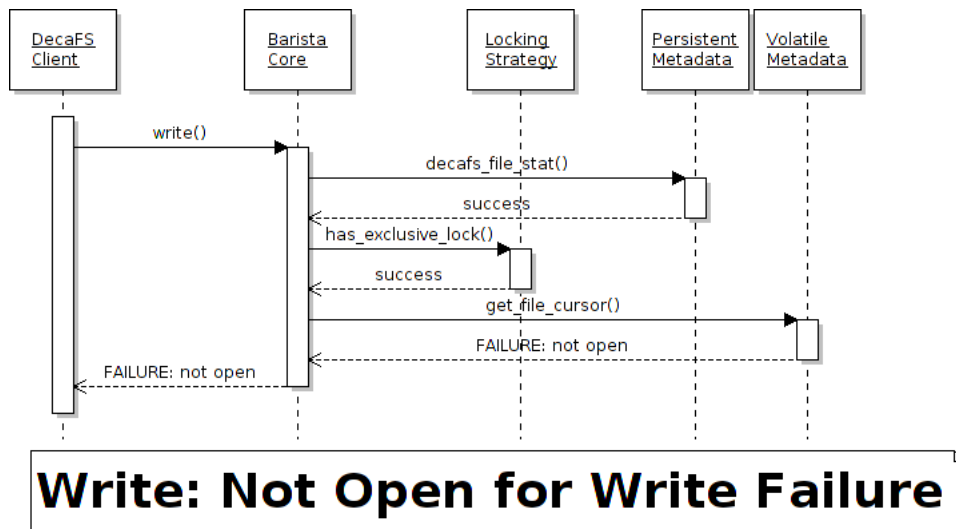 DecaFS
Client
Barista
Core
Locking
Strategy
Persistent
Metadata
Volatile
Metadata
write()
decafs_file_stat()
success
has_exclusive_lock()
success
get_file_cursor()
FAILURE: not open
FAILURE: not open
Write: Not Open for Write Failure